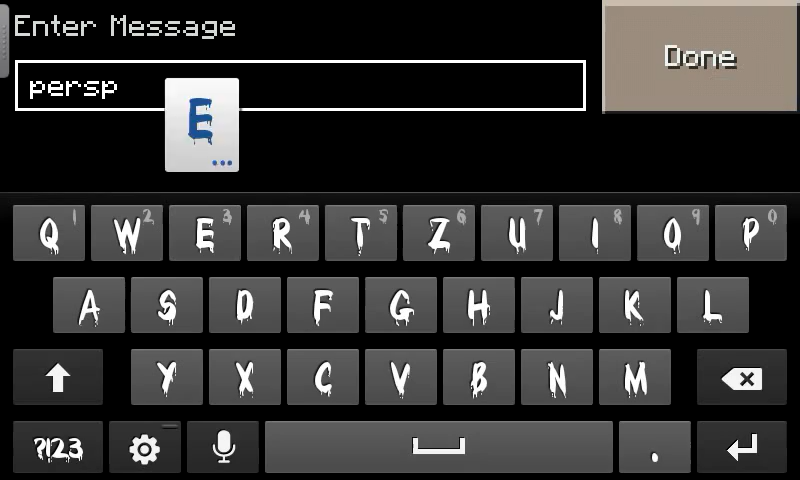 Enter Message
Done
persp
E
...
Q 1 W 2 E 3 R 4 T 5 Z 6 U 7 I 8 O 9 P 0
A S D F G H J K L
Y X C V B N M
?123 .